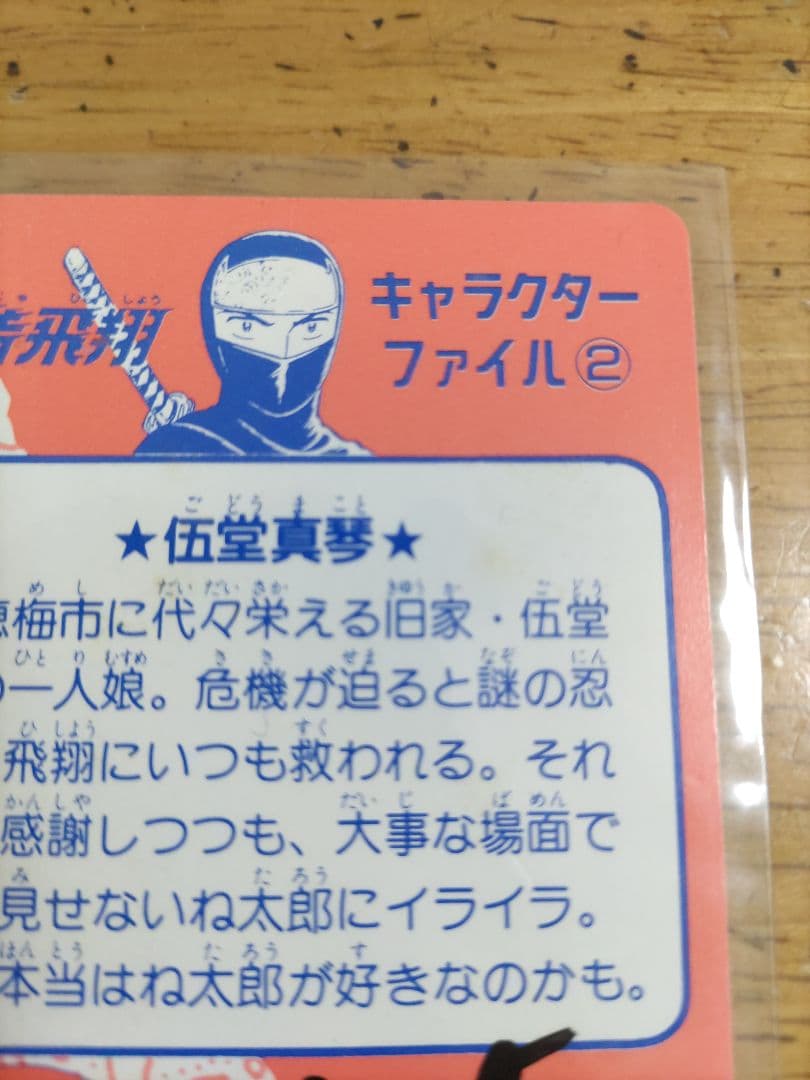 飛翔
キャラクター
ファイル②
★伍堂真琴★
梅市に代々栄える旧家・伍堂
一人娘。危機が迫ると謎の忍
飛翔にいつも救われる。それ
感謝しつつも、大事な場面で
見せないね太郎にイライラ。
本当はね太郎が好きなのかも。